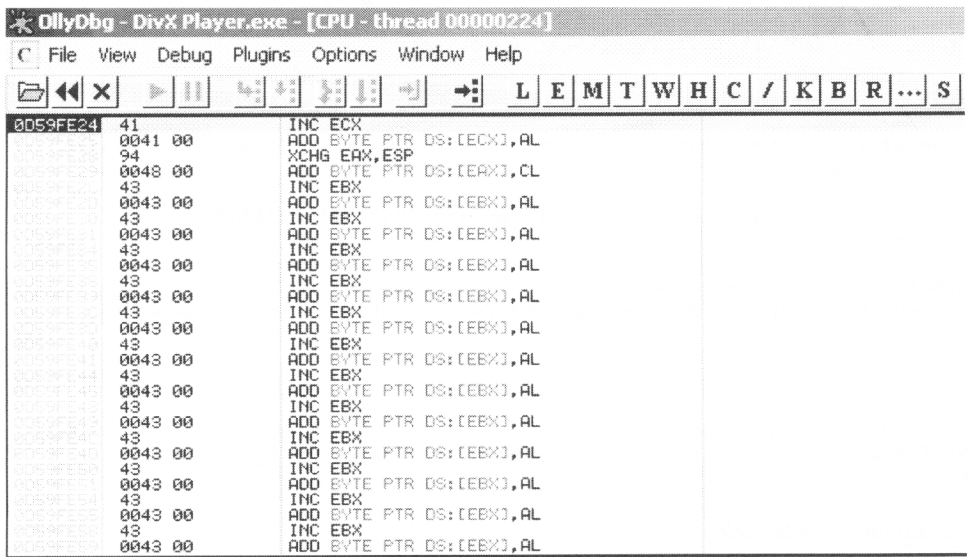 OllyDbg - DivX Player.exe - [CPU - thread 00000224]
C File View Debug Plugins Options Window Help
L E M T W H C / K B R ... S
0D59FE24 41 INC ECX
0041 00 ADD BYTE PTR DS:[ECX],AL
94 XCHG EAX,ESP
0048 00 ADD BYTE PTR DS:[EAX],CL
43 INC EBX
0043 00 ADD BYTE PTR DS:[EBX],AL
43 INC EBX
0043 00 ADD BYTE PTR DS:[EBX],AL
43 INC EBX
0043 00 ADD BYTE PTR DS:[EBX],AL
43 INC EBX
0043 00 ADD BYTE PTR DS:[EBX],AL
43 INC EBX
0043 00 ADD BYTE PTR DS:[EBX],AL
43 INC EBX
0043 00 ADD BYTE PTR DS:[EBX],AL
43 INC EBX
0043 00 ADD BYTE PTR DS:[EBX],AL
43 INC EBX
0043 00 ADD BYTE PTR DS:[EBX],AL
43 INC EBX
0043 00 ADD BYTE PTR DS:[EBX],AL
43 INC EBX
0043 00 ADD BYTE PTR DS:[EBX],AL
43 INC EBX
0043 00 ADD BYTE PTR DS:[EBX],AL
43 INC EBX
0043 00 ADD BYTE PTR DS:[EBX],AL